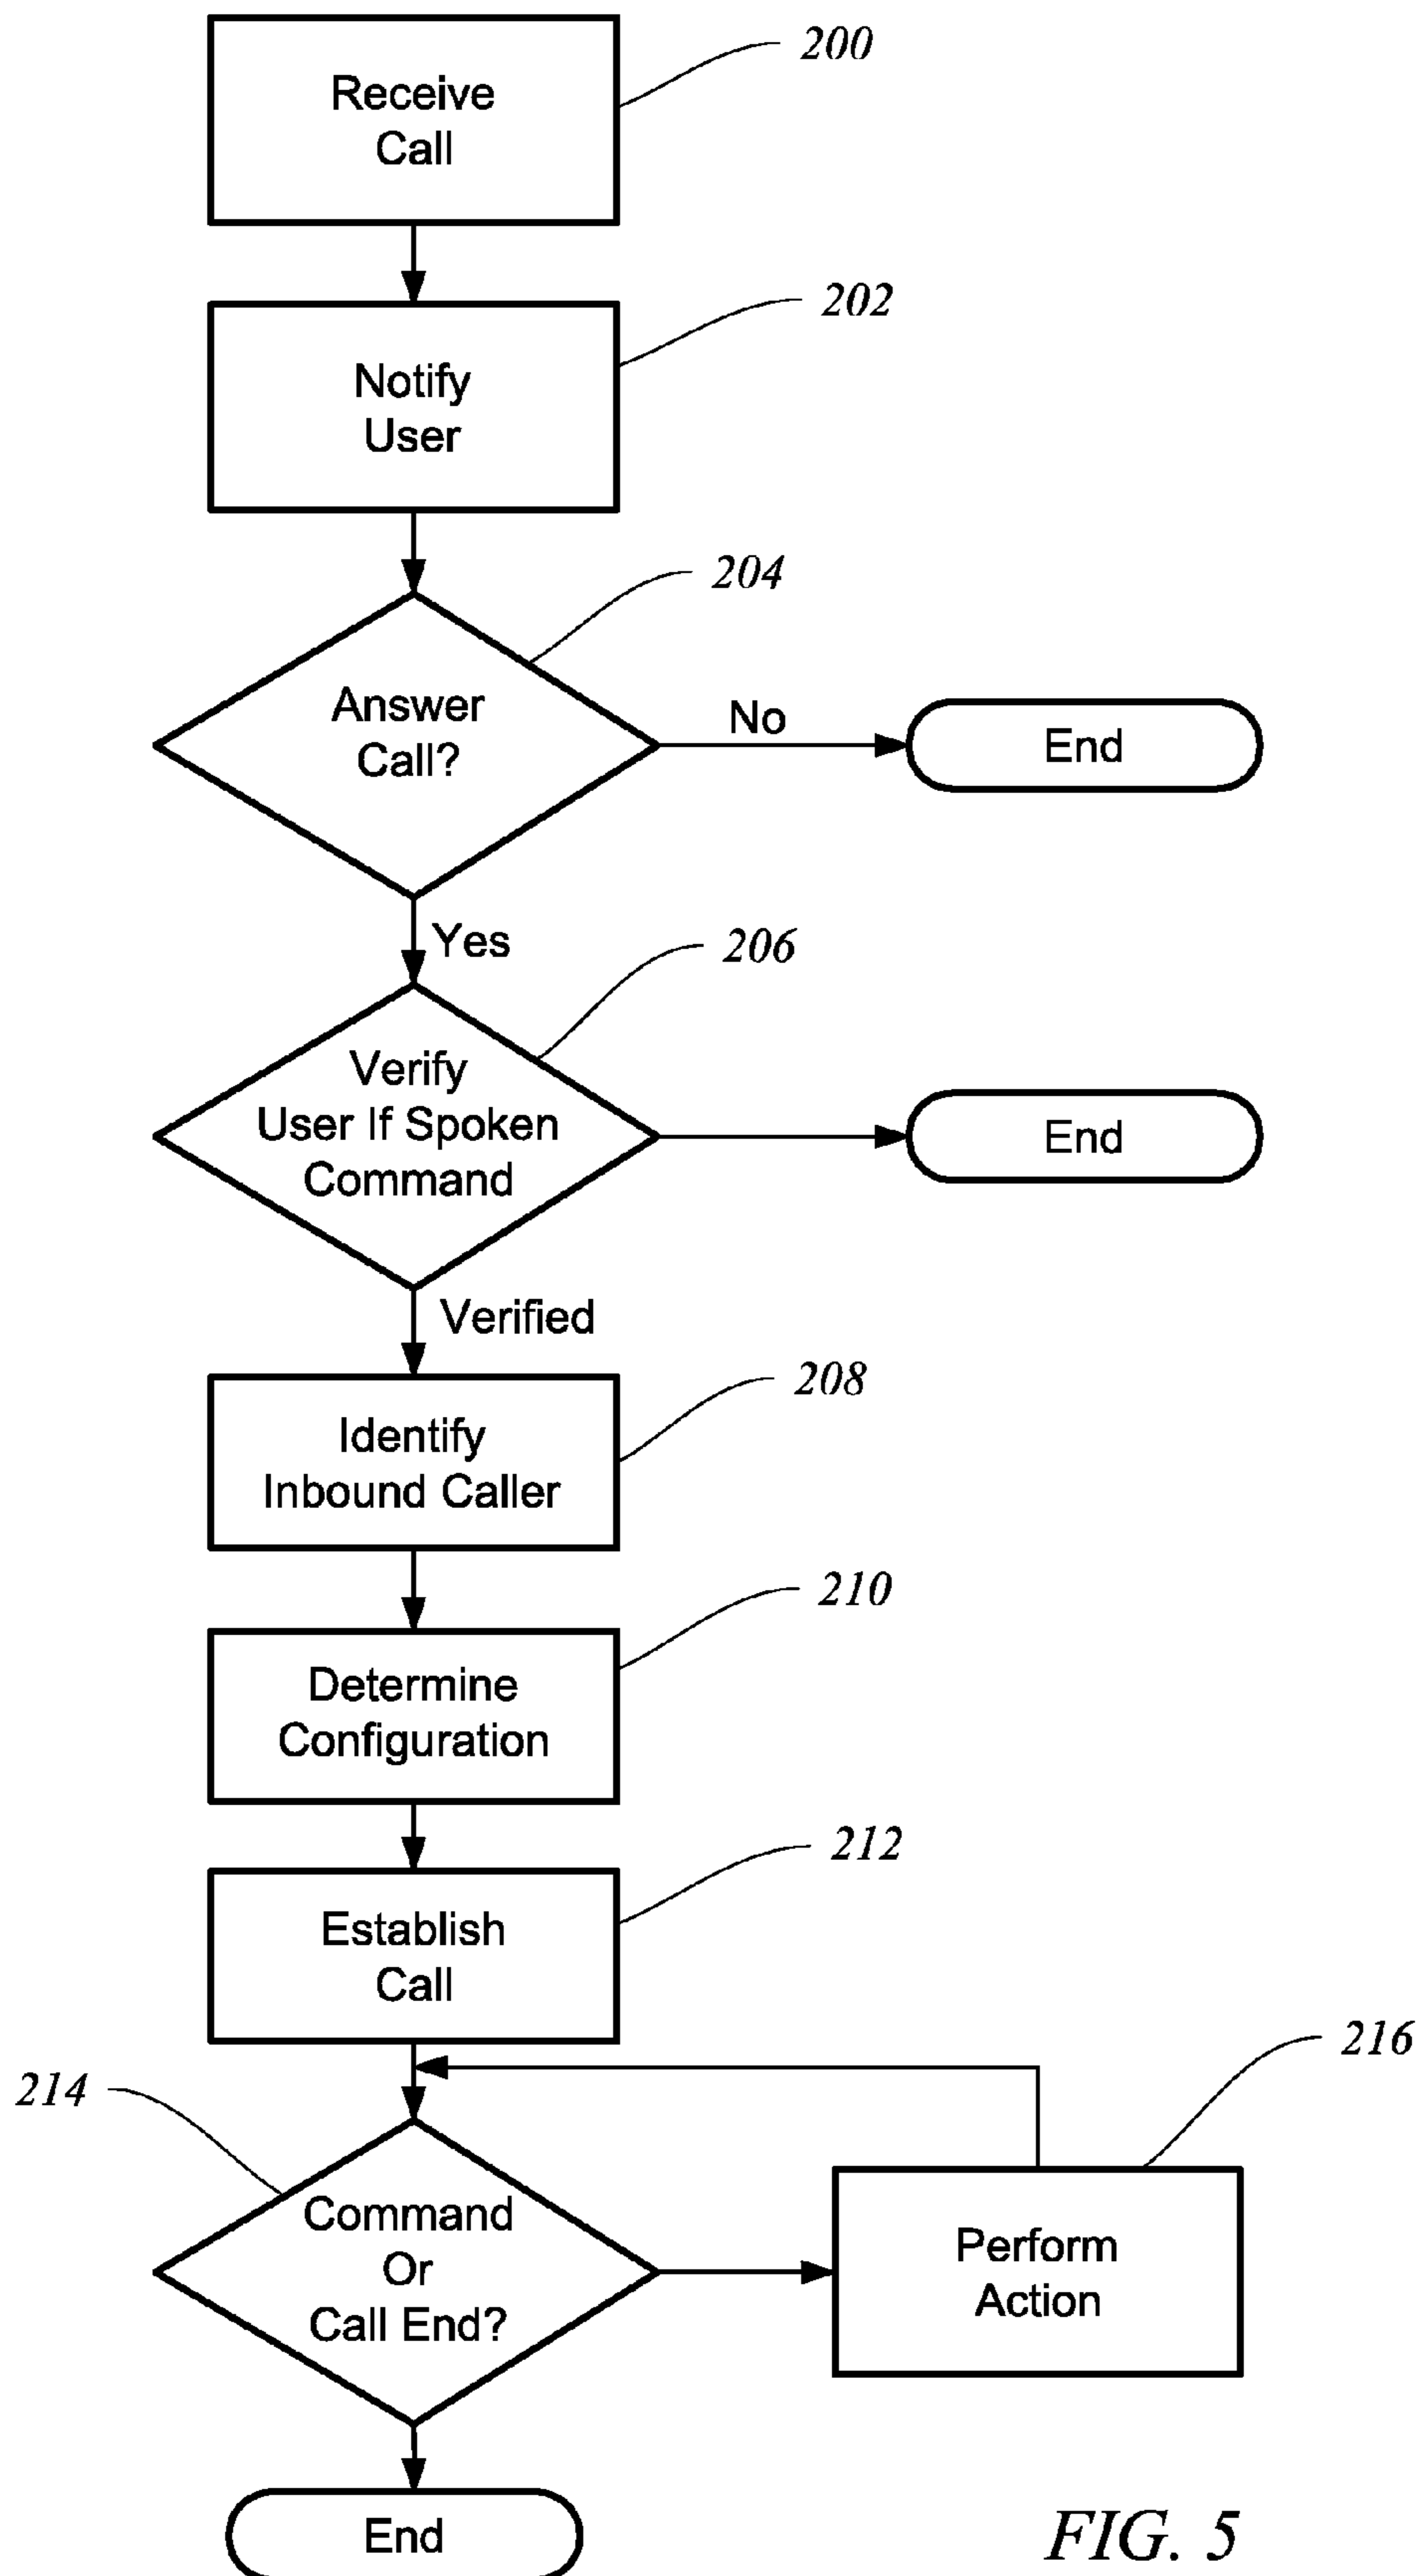 200
Receive
Call
202
Notify
User
204
Answer
Call?
No
End
Yes
206
Verify
User If Spoken
Command
End
Verified
208
Identify
Inbound Caller
210
Determine
Configuration
212
Establish
Call
216
214
Command
Or
Call End?
Perform
Action
End
FIG. 5